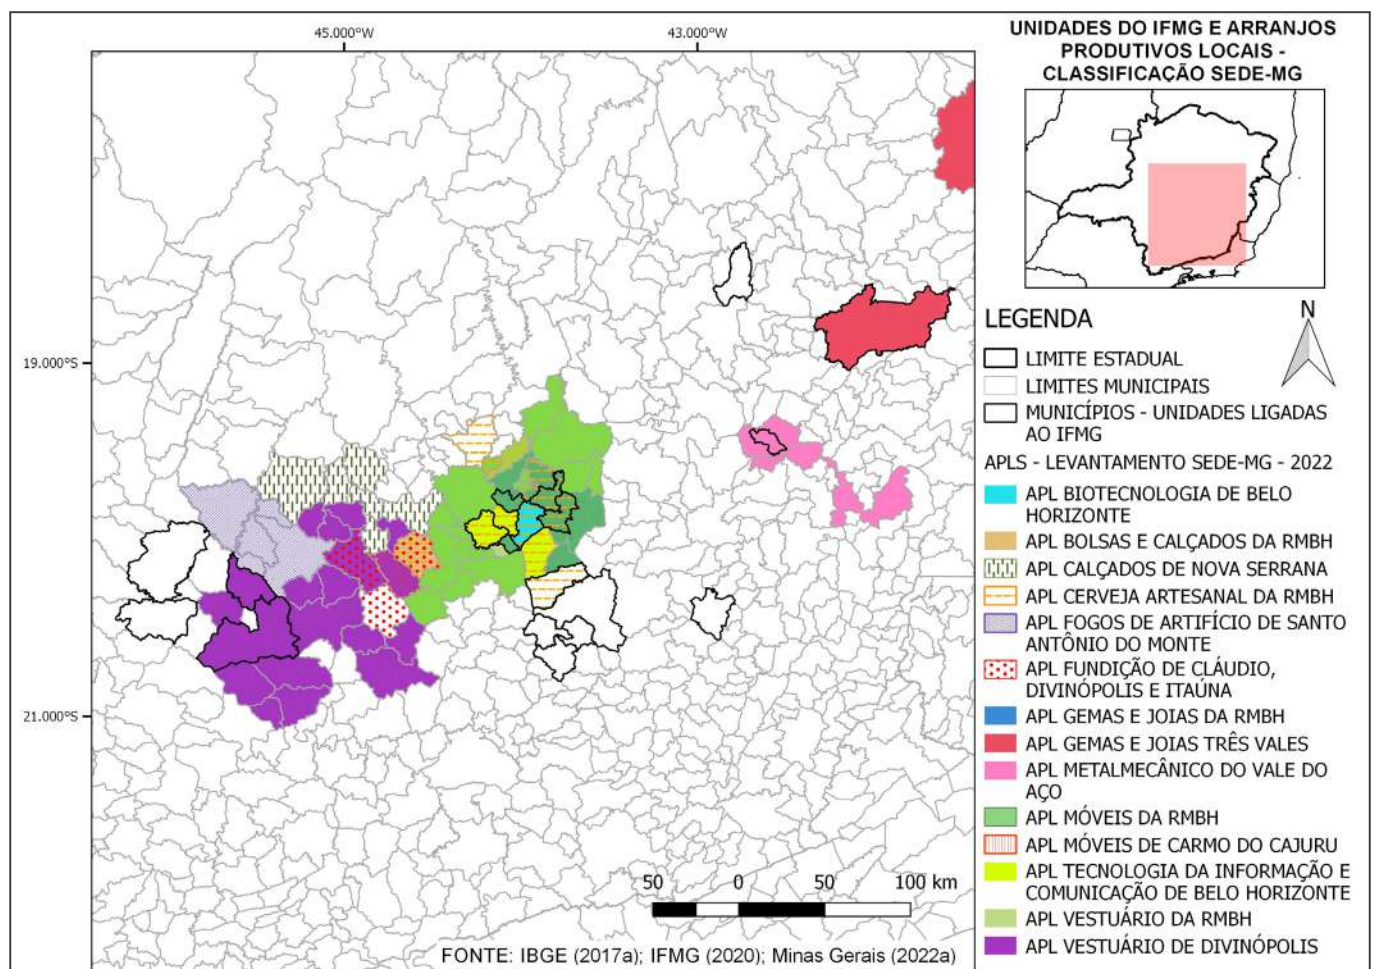 UNIDADES DO IFMG E ARRANJOS
PRODUTIVOS LOCAIS -
CLASSIFICAÇÃO SEDE-MG
45.000°W
43.000°W
19.000°S
21.000°S
LEGENDA
N
LIMITE ESTADUAL
LIMITES MUNICIPAIS
MUNICÍPIOS - UNIDADES LIGADAS
AO IFMG
APLS - LEVANTAMENTO SEDE-MG - 2022
APL BIOTECNOLOGIA DE BELO
HORIZONTE
APL BOLSAS E CALÇADOS DA RMBH
APL CALÇADOS DE NOVA SERRANA
APL CERVEJA ARTESANAL DA RMBH
APL FOGOS DE ARTIFÍCIO DE SANTO
ANTÔNIO DO MONTE
APL FUNDIÇÃO DE CLÁUDIO,
DIVINÓPOLIS E ITAÚNA
APL GEMAS E JOIAS DA RMBH
APL GEMAS E JOIAS TRÊS VALES
APL METALMECÂNICO DO VALE DO
AÇO
APL MÓVEIS DA RMBH
APL MÓVEIS DE CARMO DO CAJURU
APL TECNOLOGIA DA INFORMAÇÃO E
COMUNICAÇÃO DE BELO HORIZONTE
APL VESTUÁRIO DA RMBH
APL VESTUÁRIO DE DIVINÓPOLIS
50 0 50 100 km
FONTE: IBGE (2017a); IFMG (2020); Minas Gerais (2022a)